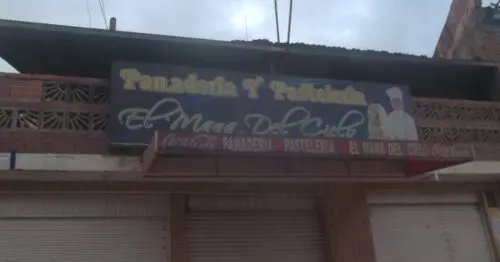 Panadería Y Pastelería
El Mana Del Cielo
PANADERIA - PASTELERIA EL MANA DEL CIELO